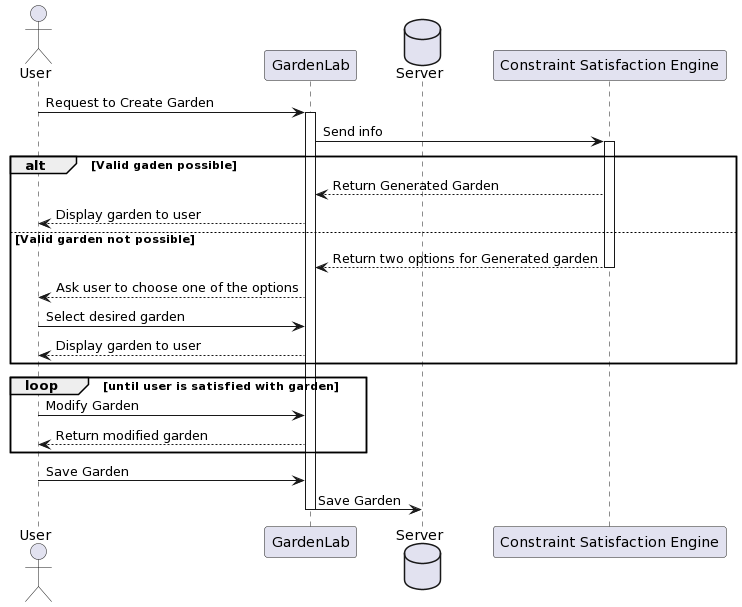 User
GardenLab
Server
Constraint Satisfaction Engine
Request to Create Garden
Send info
alt [Valid gaden possible]
Return Generated Garden
Display garden to user
[Valid garden not possible]
Return two options for Generated garden
Ask user to choose one of the options
Select desired garden
Display garden to user
loop [until user is satisfied with garden]
Modify Garden
Return modified garden
Save Garden
Save Garden
User
GardenLab
Server
Constraint Satisfaction Engine